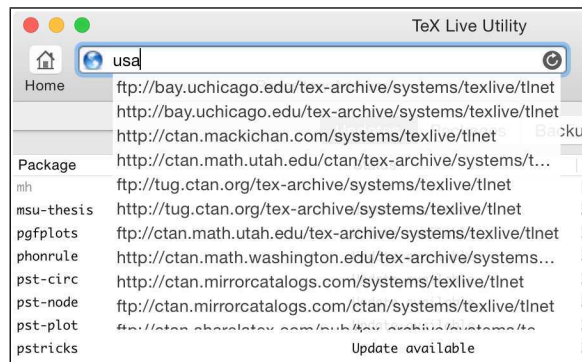 TeX Live Utility
usa
Home
ftp://bay.uchicago.edu/tex-archive/systems/texlive/tlnet
http://bay.uchicago.edu/tex-archive/systems/texlive/tlnet
http://ctan.mackichan.com/systems/texlive/tlnet
Backu
Package
http://ctan.math.utah.edu/ctan/tex-archive/systems/t…
mh
ftp://tug.ctan.org/tex-archive/systems/texlive/tlnet
msu-thesis
http://tug.ctan.org/tex-archive/systems/texlive/tlnet
pgfplots
ftp://ctan.math.utah.edu/tex-archive/systems/texlive/tlnet
phonrule
http://ctan.math.washington.edu/tex-archive/systems…
pst-circ
http://ctan.mirrorcatalogs.com/systems/texlive/tlnet
pst-node
ftp://ctan.mirrorcatalogs.com/ctan/systems/texlive/tlnet
pst-plot
pstricks Update available